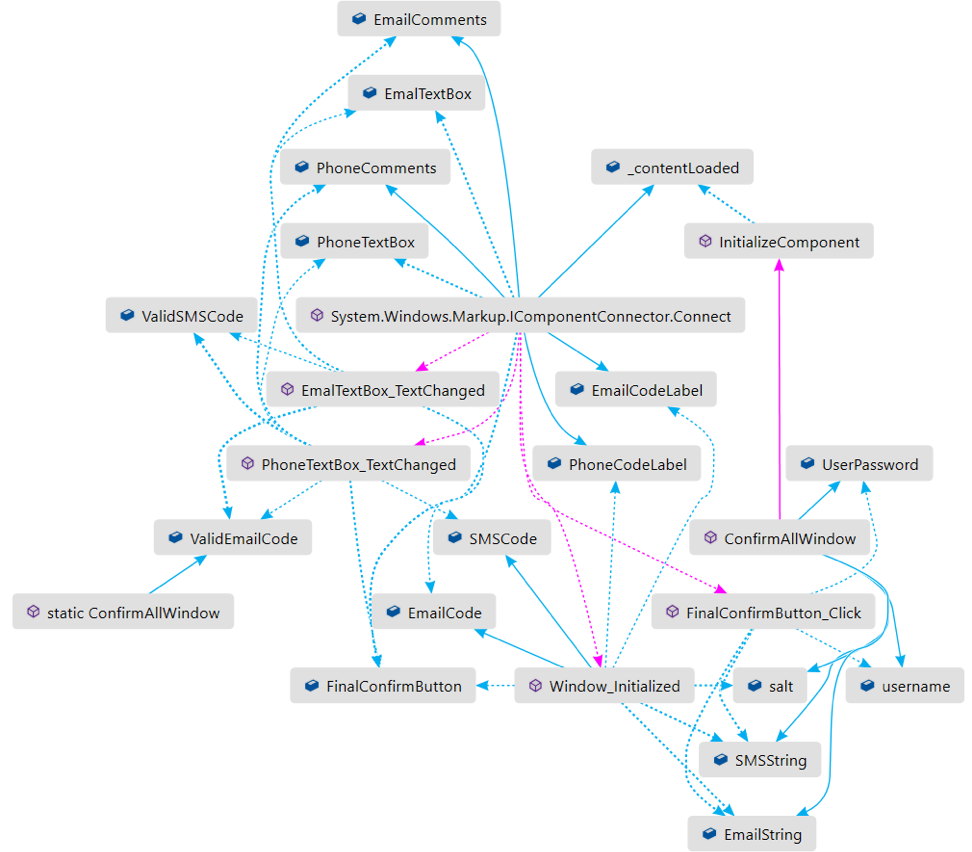 EmailComments
EmalTextBox
PhoneComments
_contentLoaded
PhoneTextBox
InitializeComponent
ValidSMSCode
System.Windows.Markup.IComponentConnector.Connect
EmalTextBox_TextChanged
EmailCodeLabel
PhoneTextBox_TextChanged
PhoneCodeLabel
UserPassword
ValidEmailCode
SMSCode
ConfirmAllWindow
static ConfirmAllWindow
EmailCode
FinalConfirmButton_Click
FinalConfirmButton
Window_Initialized
salt
username
SMSString
EmailString